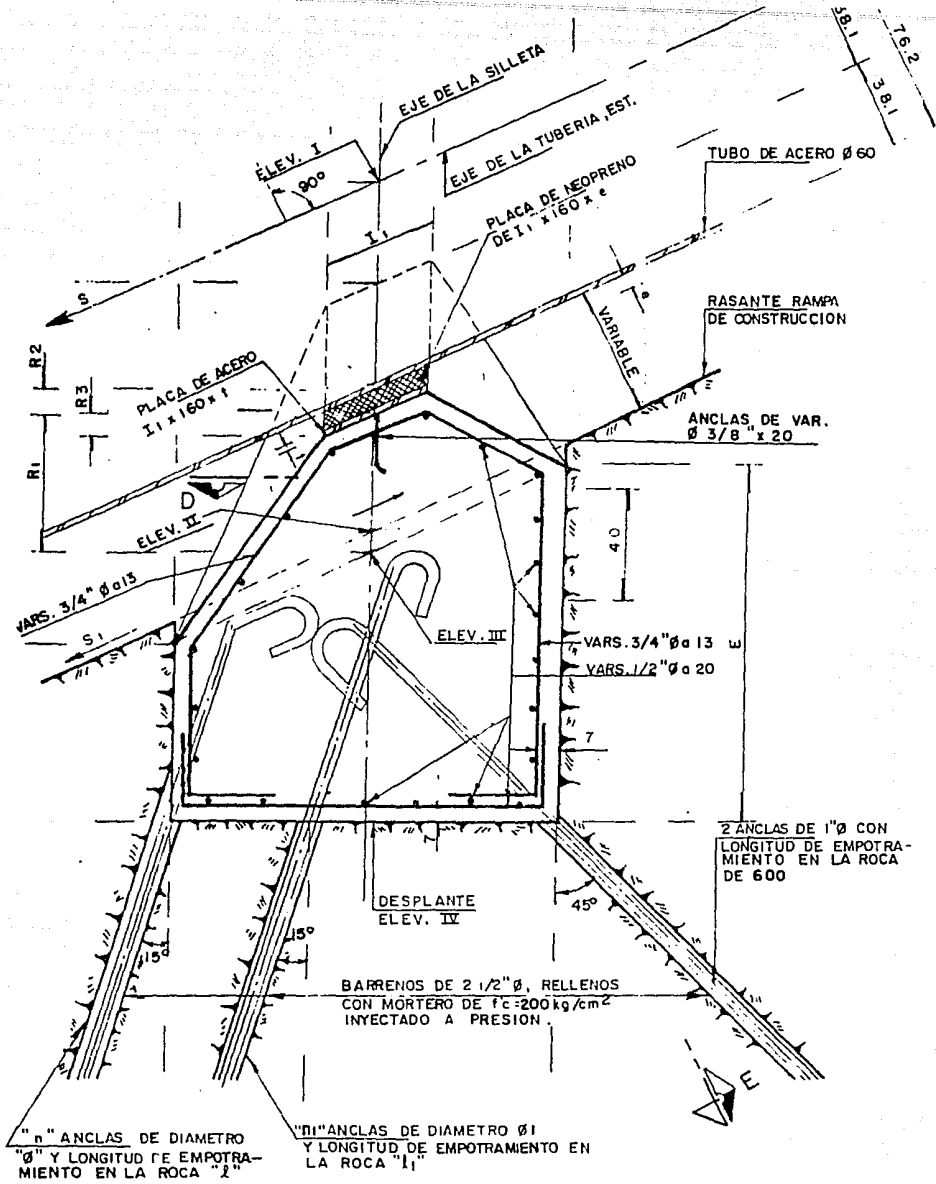 38.1
76.2
38.1
EJE DE LA SILLETA
ELEV. I
90º
EJE DE LA TUBERIA, EST.
TUBO DE ACERO Ø 60
PLACA DE NEOPRENO
DE I₁ x 160 x e
I₁
S
RASANTE RAMPA
DE CONSTRUCCION
VARIABLE
R2
R3
R1
PLACA DE ACERO
I₁ x 160 x t
ANCLAS DE VAR.
Ø 3/8" x 20
D
ELEV. II
40
VARS. 3/4" Ø a 13
S₁
ELEV. III
VARS. 3/4" Ø a 13
E
VARS. 1/2" Ø a 20
7
7
2 ANCLAS DE 1"Ø CON
LONGITUD DE EMPOTRA-
MIENTO EN LA ROCA
DE 600
DESPLANTE
ELEV. IV
45º
15º
15º
BARRENOS DE 2 1/2" Ø, RELLENOS
CON MORTERO DE f'c=200 kg/cm²
INYECTADO A PRESION.
E
"n" ANCLAS DE DIAMETRO
"Ø" Y LONGITUD DE EMPOTRA-
MIENTO EN LA ROCA "l"
"n1" ANCLAS DE DIAMETRO Ø1
Y LONGITUD DE EMPOTRAMIENTO EN
LA ROCA "l₁"